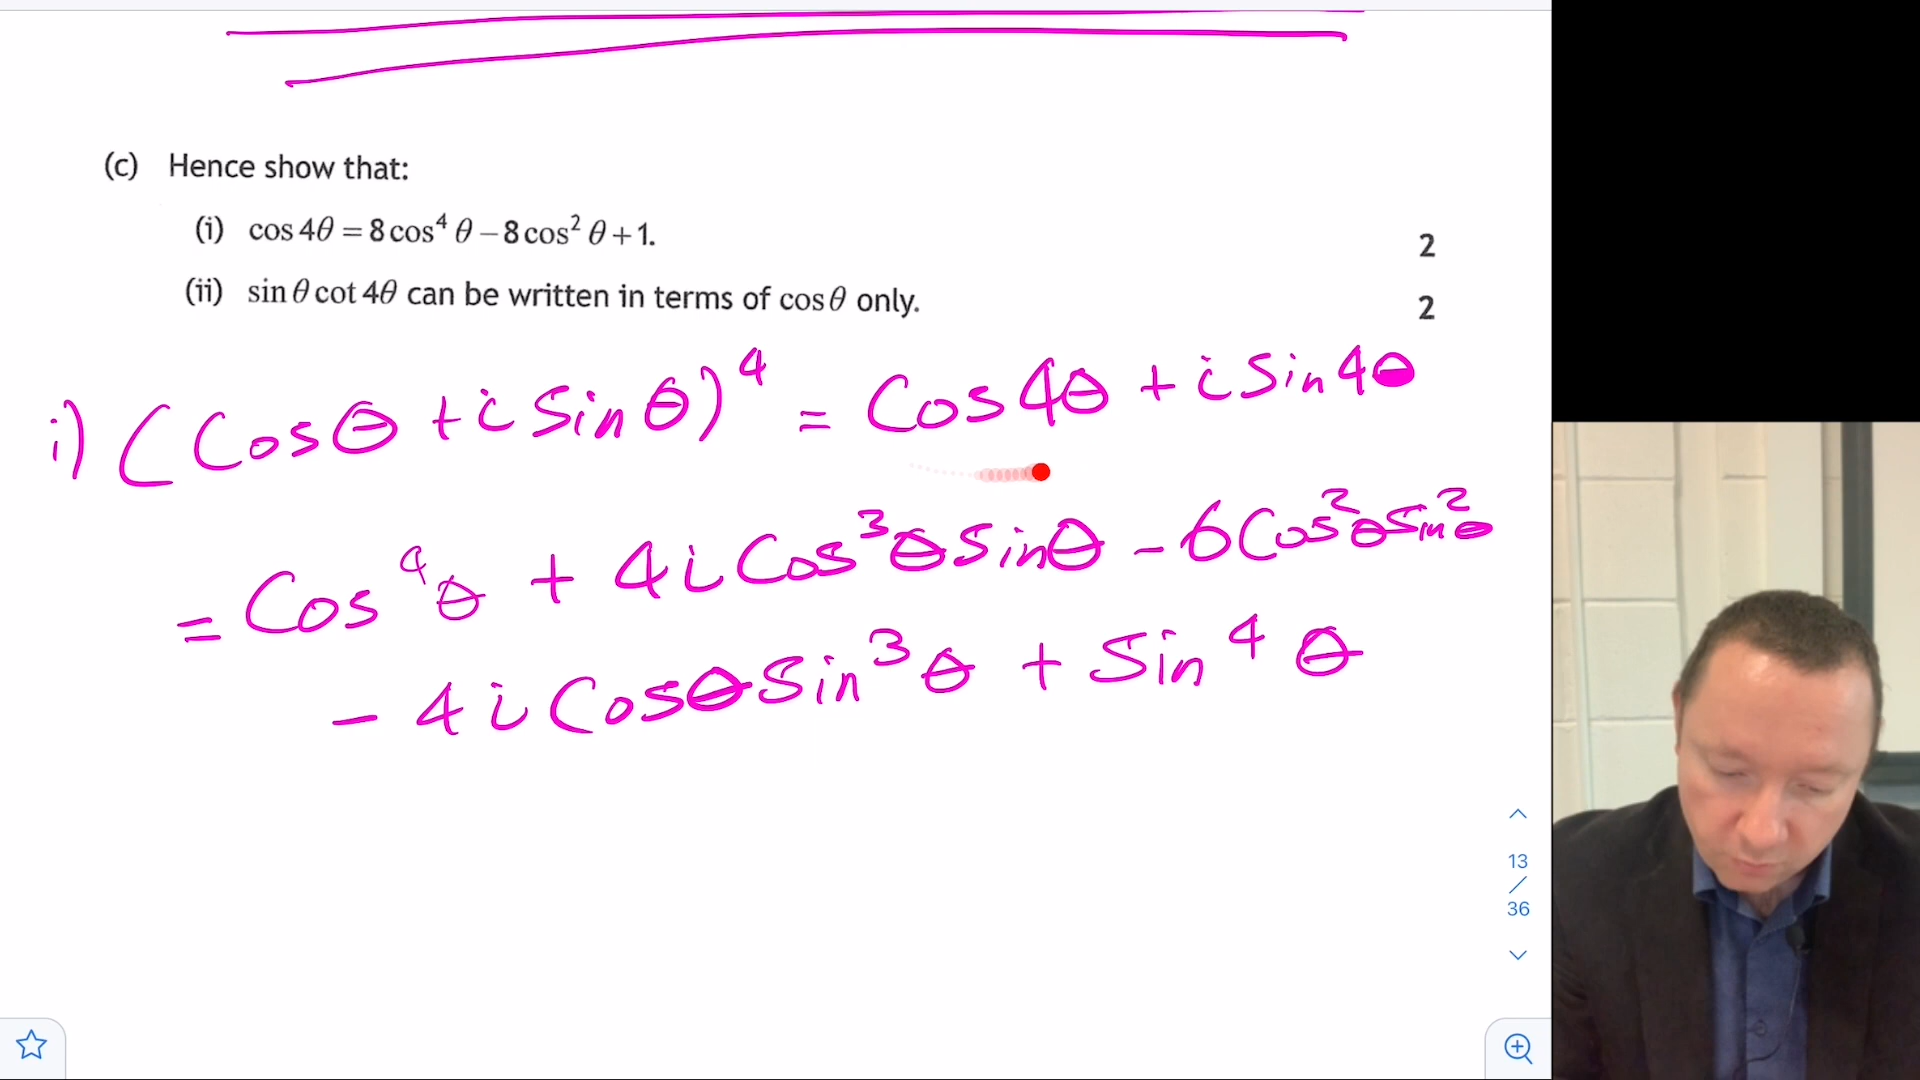 (c) Hence show that:
(i) cos 4θ = 8 cos⁴ θ − 8 cos² θ + 1. 2
(ii) sin θ cot 4θ can be written in terms of cos θ only. 2
i) (Cosθ + i Sinθ)⁴ = Cos4θ + i Sin4θ
= Cos⁴θ + 4i Cos³θ Sinθ − 6Cos²θ Sin²θ
− 4i Cosθ Sin³θ + Sin⁴θ
13
/
36